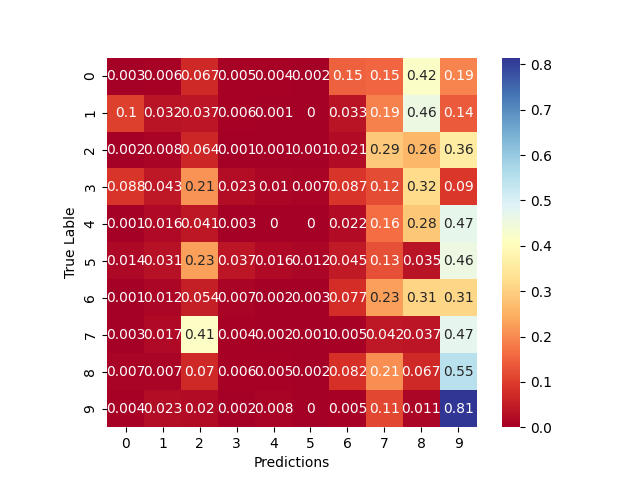 0 0.003 0.006 0.067 0.005 0.004 0.002 0.15 0.15 0.42 0.19
1 0.1 0.032 0.037 0.006 0.001 0 0.033 0.19 0.46 0.14
2 0.002 0.008 0.064 0.001 0.001 0.001 0.021 0.29 0.26 0.36
3 0.088 0.043 0.21 0.023 0.01 0.007 0.087 0.12 0.32 0.09
4 0.001 0.016 0.041 0.003 0 0 0.022 0.16 0.28 0.47
5 0.014 0.031 0.23 0.037 0.016 0.012 0.045 0.13 0.035 0.46
6 0.001 0.012 0.054 0.007 0.002 0.003 0.077 0.23 0.31 0.31
7 0.003 0.017 0.41 0.004 0.002 0.001 0.005 0.042 0.037 0.47
8 0.007 0.007 0.07 0.006 0.005 0.002 0.082 0.21 0.067 0.55
9 0.004 0.023 0.02 0.002 0.008 0 0.005 0.11 0.011 0.81
0 1 2 3 4 5 6 7 8 9
Predictions
True Lable
0.8
0.7
0.6
0.5
0.4
0.3
0.2
0.1
0.0